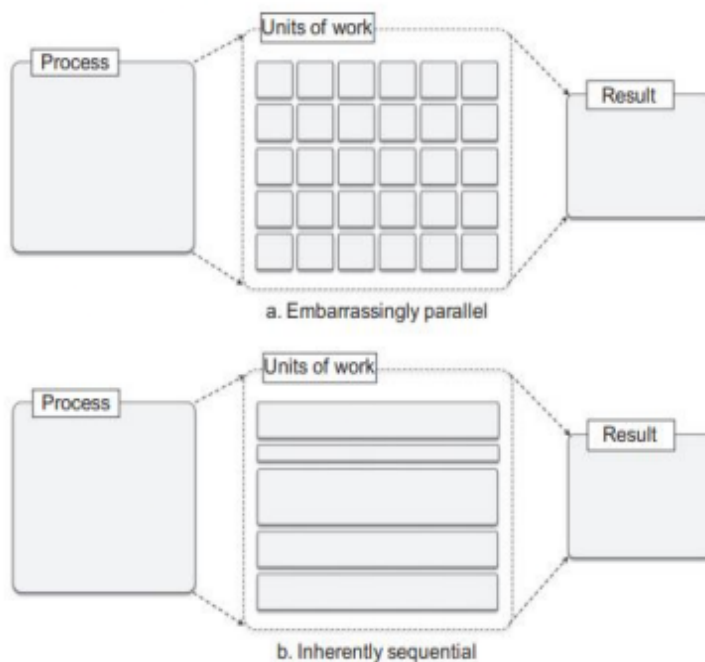 Units of work
Process
Result
a. Embarrassingly parallel
Units of work
Process
Result
b. Inherently sequential